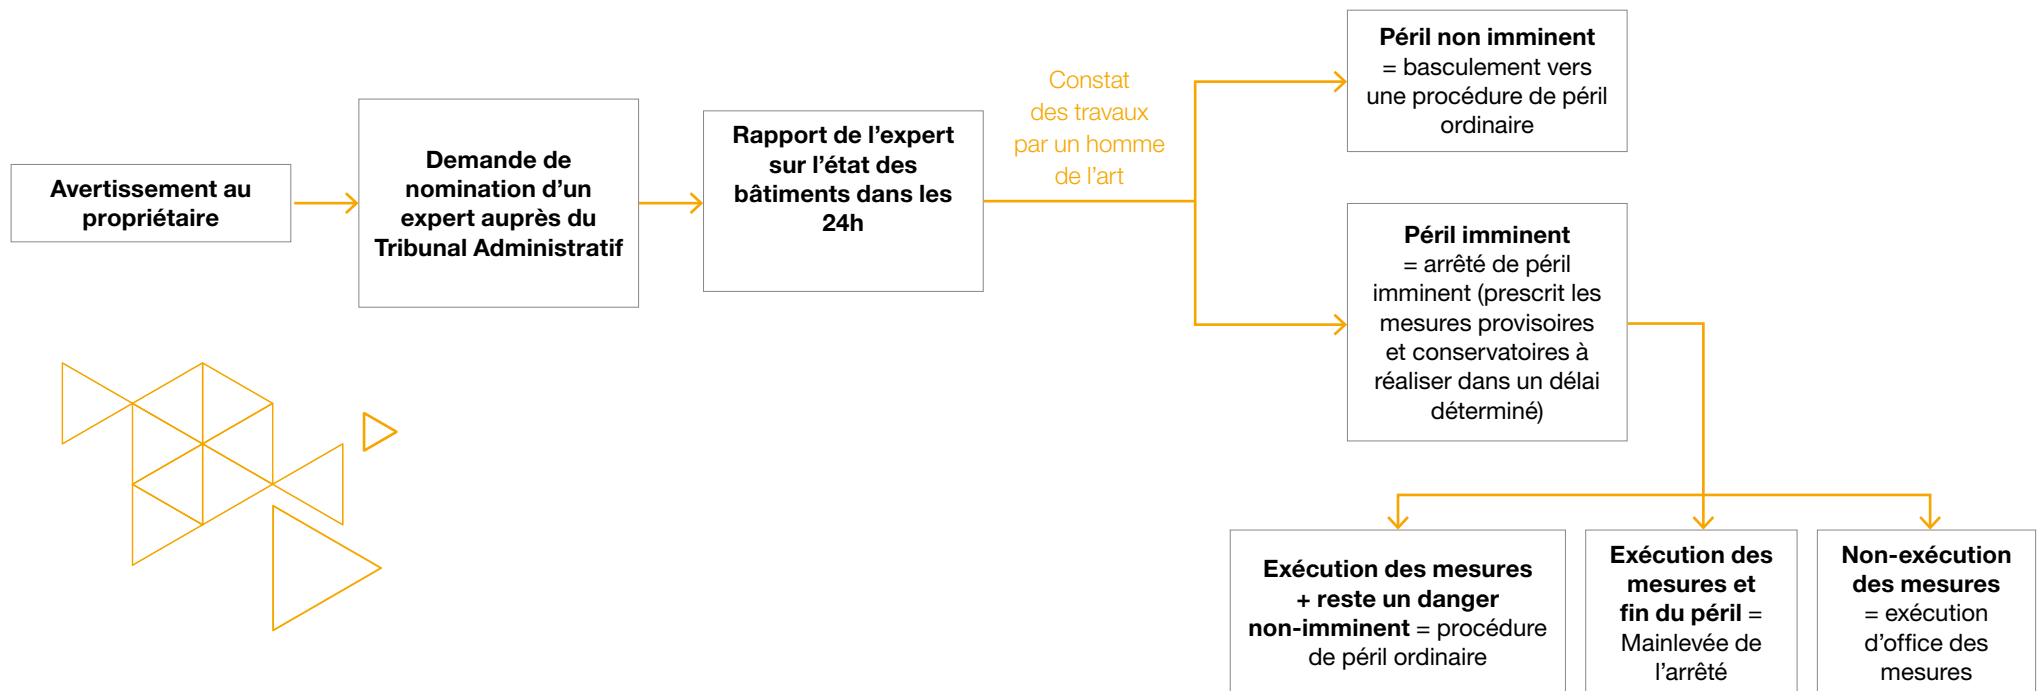 Avertissement au
propriétaire
Demande de
nomination d’un
expert auprès du
Tribunal Administratif
Rapport de l’expert
sur l’état des
bâtiments dans les
24h
Constat
des travaux
par un homme
de l’art
Péril non imminent
= basculement vers
une procédure de péril
ordinaire
Péril imminent
= arrêté de péril
imminent (prescrit les
mesures provisoires
et conservatoires à
réaliser dans un délai
déterminé)
Exécution des mesures
+ reste un danger
non-imminent = procédure
de péril ordinaire
Exécution des
mesures et
fin du péril =
Mainlevée de
l’arrêté
Non-exécution
des mesures
= exécution
d’office des
mesures